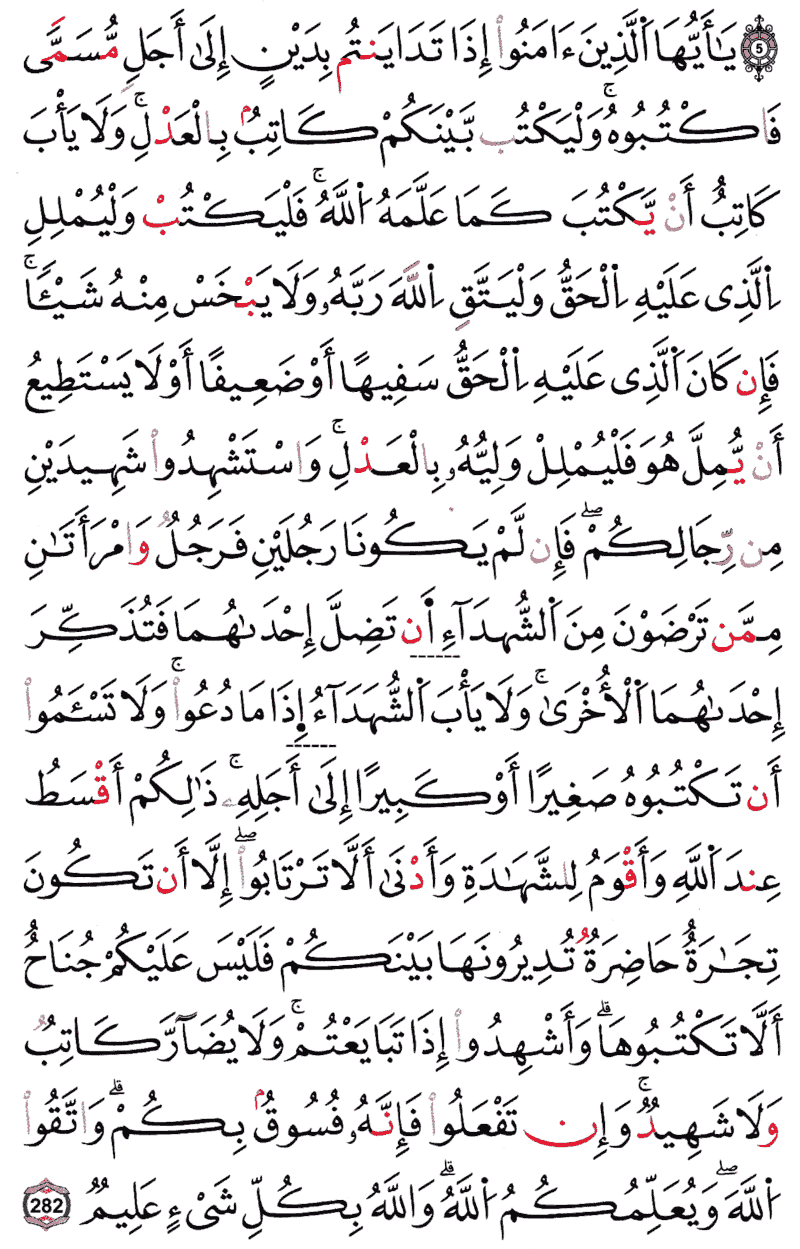 5 يَٰٓأَيُّهَا ٱلَّذِينَ ءَامَنُوٓا۟ إِذَا تَدَايَنتُم بِدَيْنٍ إِلَىٰٓ أَجَلٍ مُّسَمًّى
فَٱكْتُبُوهُ ۚ وَلْيَكْتُب بَّيْنَكُمْ كَاتِبٌۢ بِٱلْعَدْلِ ۚ وَلَا يَأْبَ
كَاتِبٌ أَنْ يَّكْتُبَ كَمَا عَلَّمَهُ ٱللَّهُ ۚ فَلْيَكْتُبْ وَلْيُمْلِلِ
ٱلَّذِى عَلَيْهِ ٱلْحَقُّ وَلْيَتَّقِ ٱللَّهَ رَبَّهُۥ وَلَا يَبْخَسْ مِنْهُ شَيْـًٔا ۚ
فَإِن كَانَ ٱلَّذِى عَلَيْهِ ٱلْحَقُّ سَفِيهًا أَوْ ضَعِيفًا أَوْ لَا يَسْتَطِيعُ
أَنْ يُّمِلَّ هُوَ فَلْيُمْلِلْ وَلِيُّهُۥ بِٱلْعَدْلِ ۚ وَٱسْتَشْهِدُوا۟ شَهِيدَيْنِ
مِن رِّجَالِكُمْ ۖ فَإِن لَّمْ يَكُونَا رَجُلَيْنِ فَرَجُلٌ وَٱمْرَأَتَٰنِ
مِمَّن تَرْضَوْنَ مِنَ ٱلشُّهَدَآءِ أَن تَضِلَّ إِحْدَىٰهُمَا فَتُذَكِّرَ
إِحْدَىٰهُمَا ٱلْأُخْرَىٰ ۚ وَلَا يَأْبَ ٱلشُّهَدَآءُ إِذَا مَا دُعُوا۟ ۚ وَلَا تَسْـَٔمُوٓا۟
أَن تَكْتُبُوهُ صَغِيرًا أَوْ كَبِيرًا إِلَىٰٓ أَجَلِهِۦ ۚ ذَٰلِكُمْ أَقْسَطُ
عِندَ ٱللَّهِ وَأَقْوَمُ لِلشَّهَٰدَةِ وَأَدْنَىٰٓ أَلَّا تَرْتَابُوٓا۟ ۖ إِلَّآ أَن تَكُونَ
تِجَٰرَةٌ حَاضِرَةٌ تُدِيرُونَهَا بَيْنَكُمْ فَلَيْسَ عَلَيْكُمْ جُنَاحٌ
أَلَّا تَكْتُبُوهَا ۗ وَأَشْهِدُوٓا۟ إِذَا تَبَايَعْتُمْ ۚ وَلَا يُضَآرَّ كَاتِبٌ
وَلَا شَهِيدٌ ۚ وَإِن تَفْعَلُوا۟ فَإِنَّهُۥ فُسُوقٌۢ بِكُمْ ۗ وَٱتَّقُوا۟
ٱللَّهَ ۖ وَيُعَلِّمُكُمُ ٱللَّهُ ۗ وَٱللَّهُ بِكُلِّ شَىْءٍ عَلِيمٌ 282